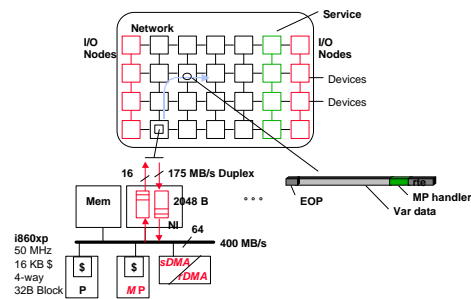 Service
I/O
Nodes
Network
I/O
Nodes
Devices
Devices
16
175 MB/s Duplex
Mem
2048 B
NI
• • •
EOP
rte
MP handler
Var data
64
400 MB/s
i860xp
50 MHz
16 KB $
4-way
32B Block
$
P
$
MP
sDMA
rDMA